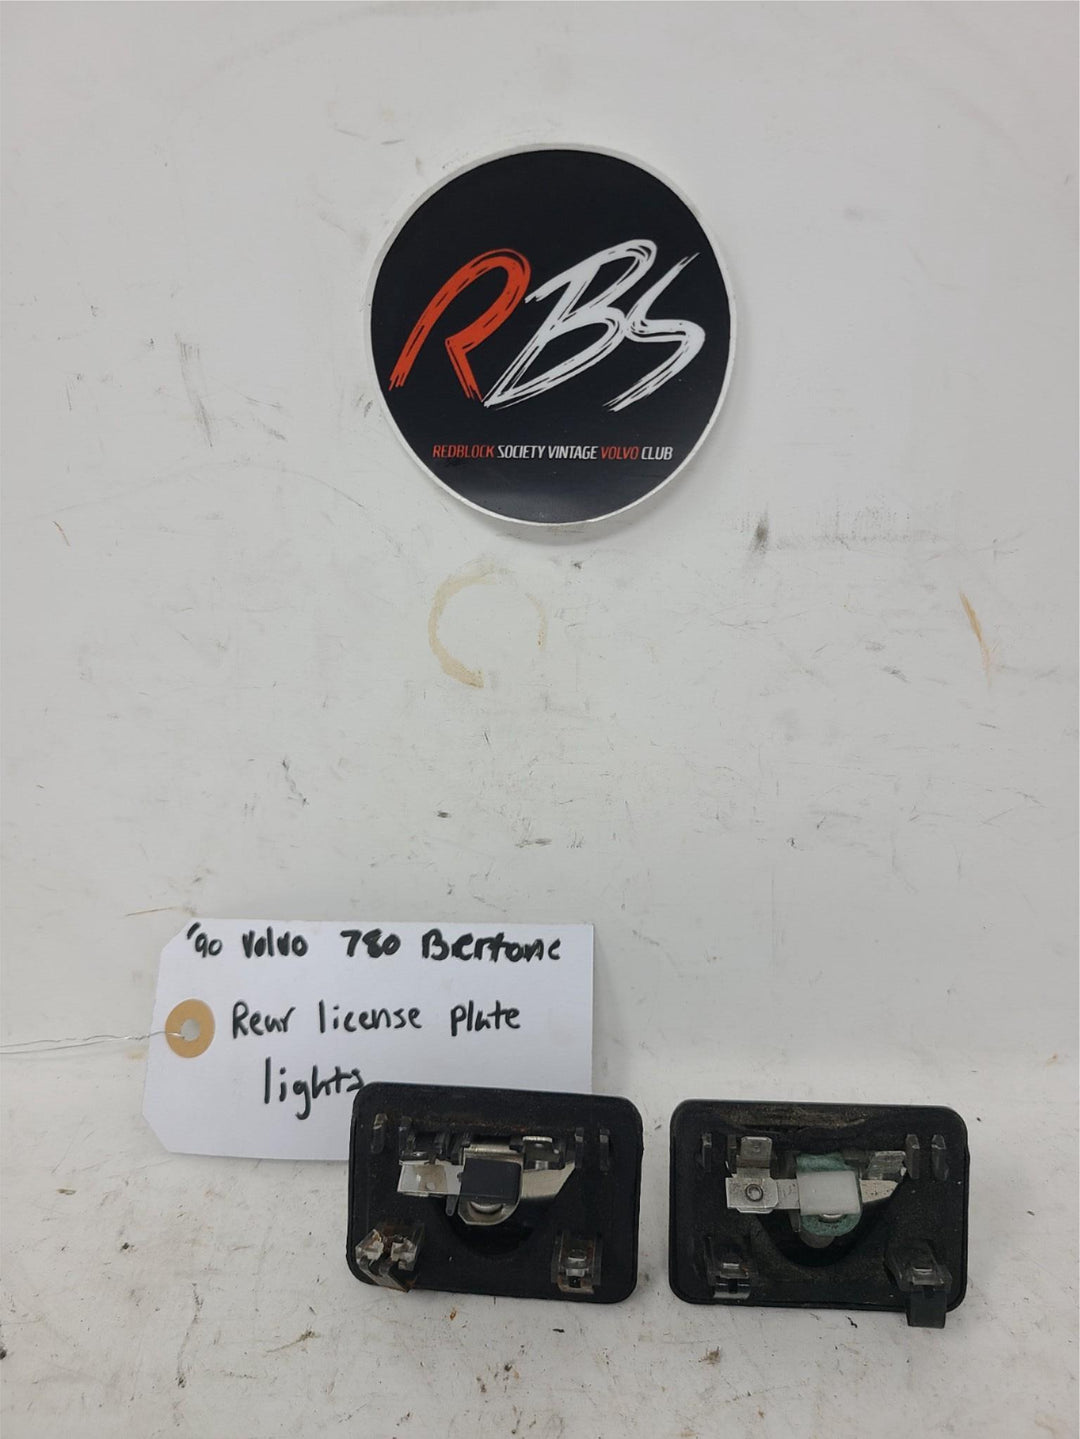 RBS
REDBLOCK SOCIETY VINTAGE VOLVO CLUB
'90 Volvo 780 Bertone
Rear license plate
lights